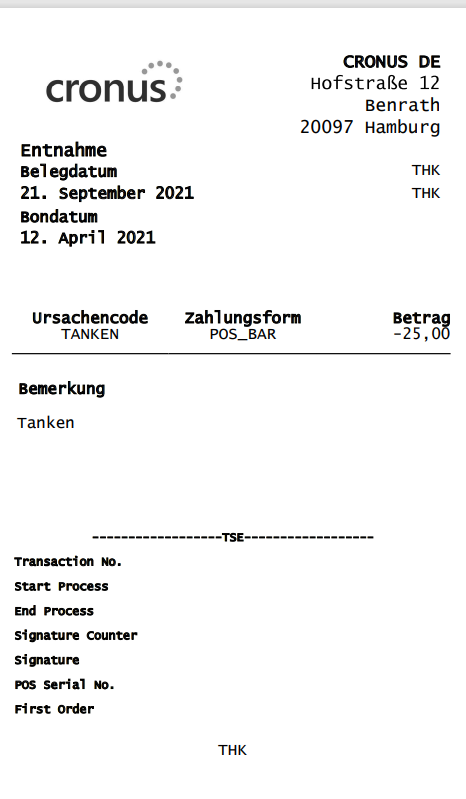 cronus
CRONUS DE
Hofstraße 12
Benrath
20097 Hamburg
Entnahme
Belegdatum THK
21. September 2021 THK
Bondatum
12. April 2021
Ursachencode Zahlungsform Betrag
TANKEN POS_BAR -25,00
Bemerkung
Tanken
------------------TSE------------------
Transaction No.
Start Process
End Process
Signature Counter
Signature
POS Serial No.
First Order
THK